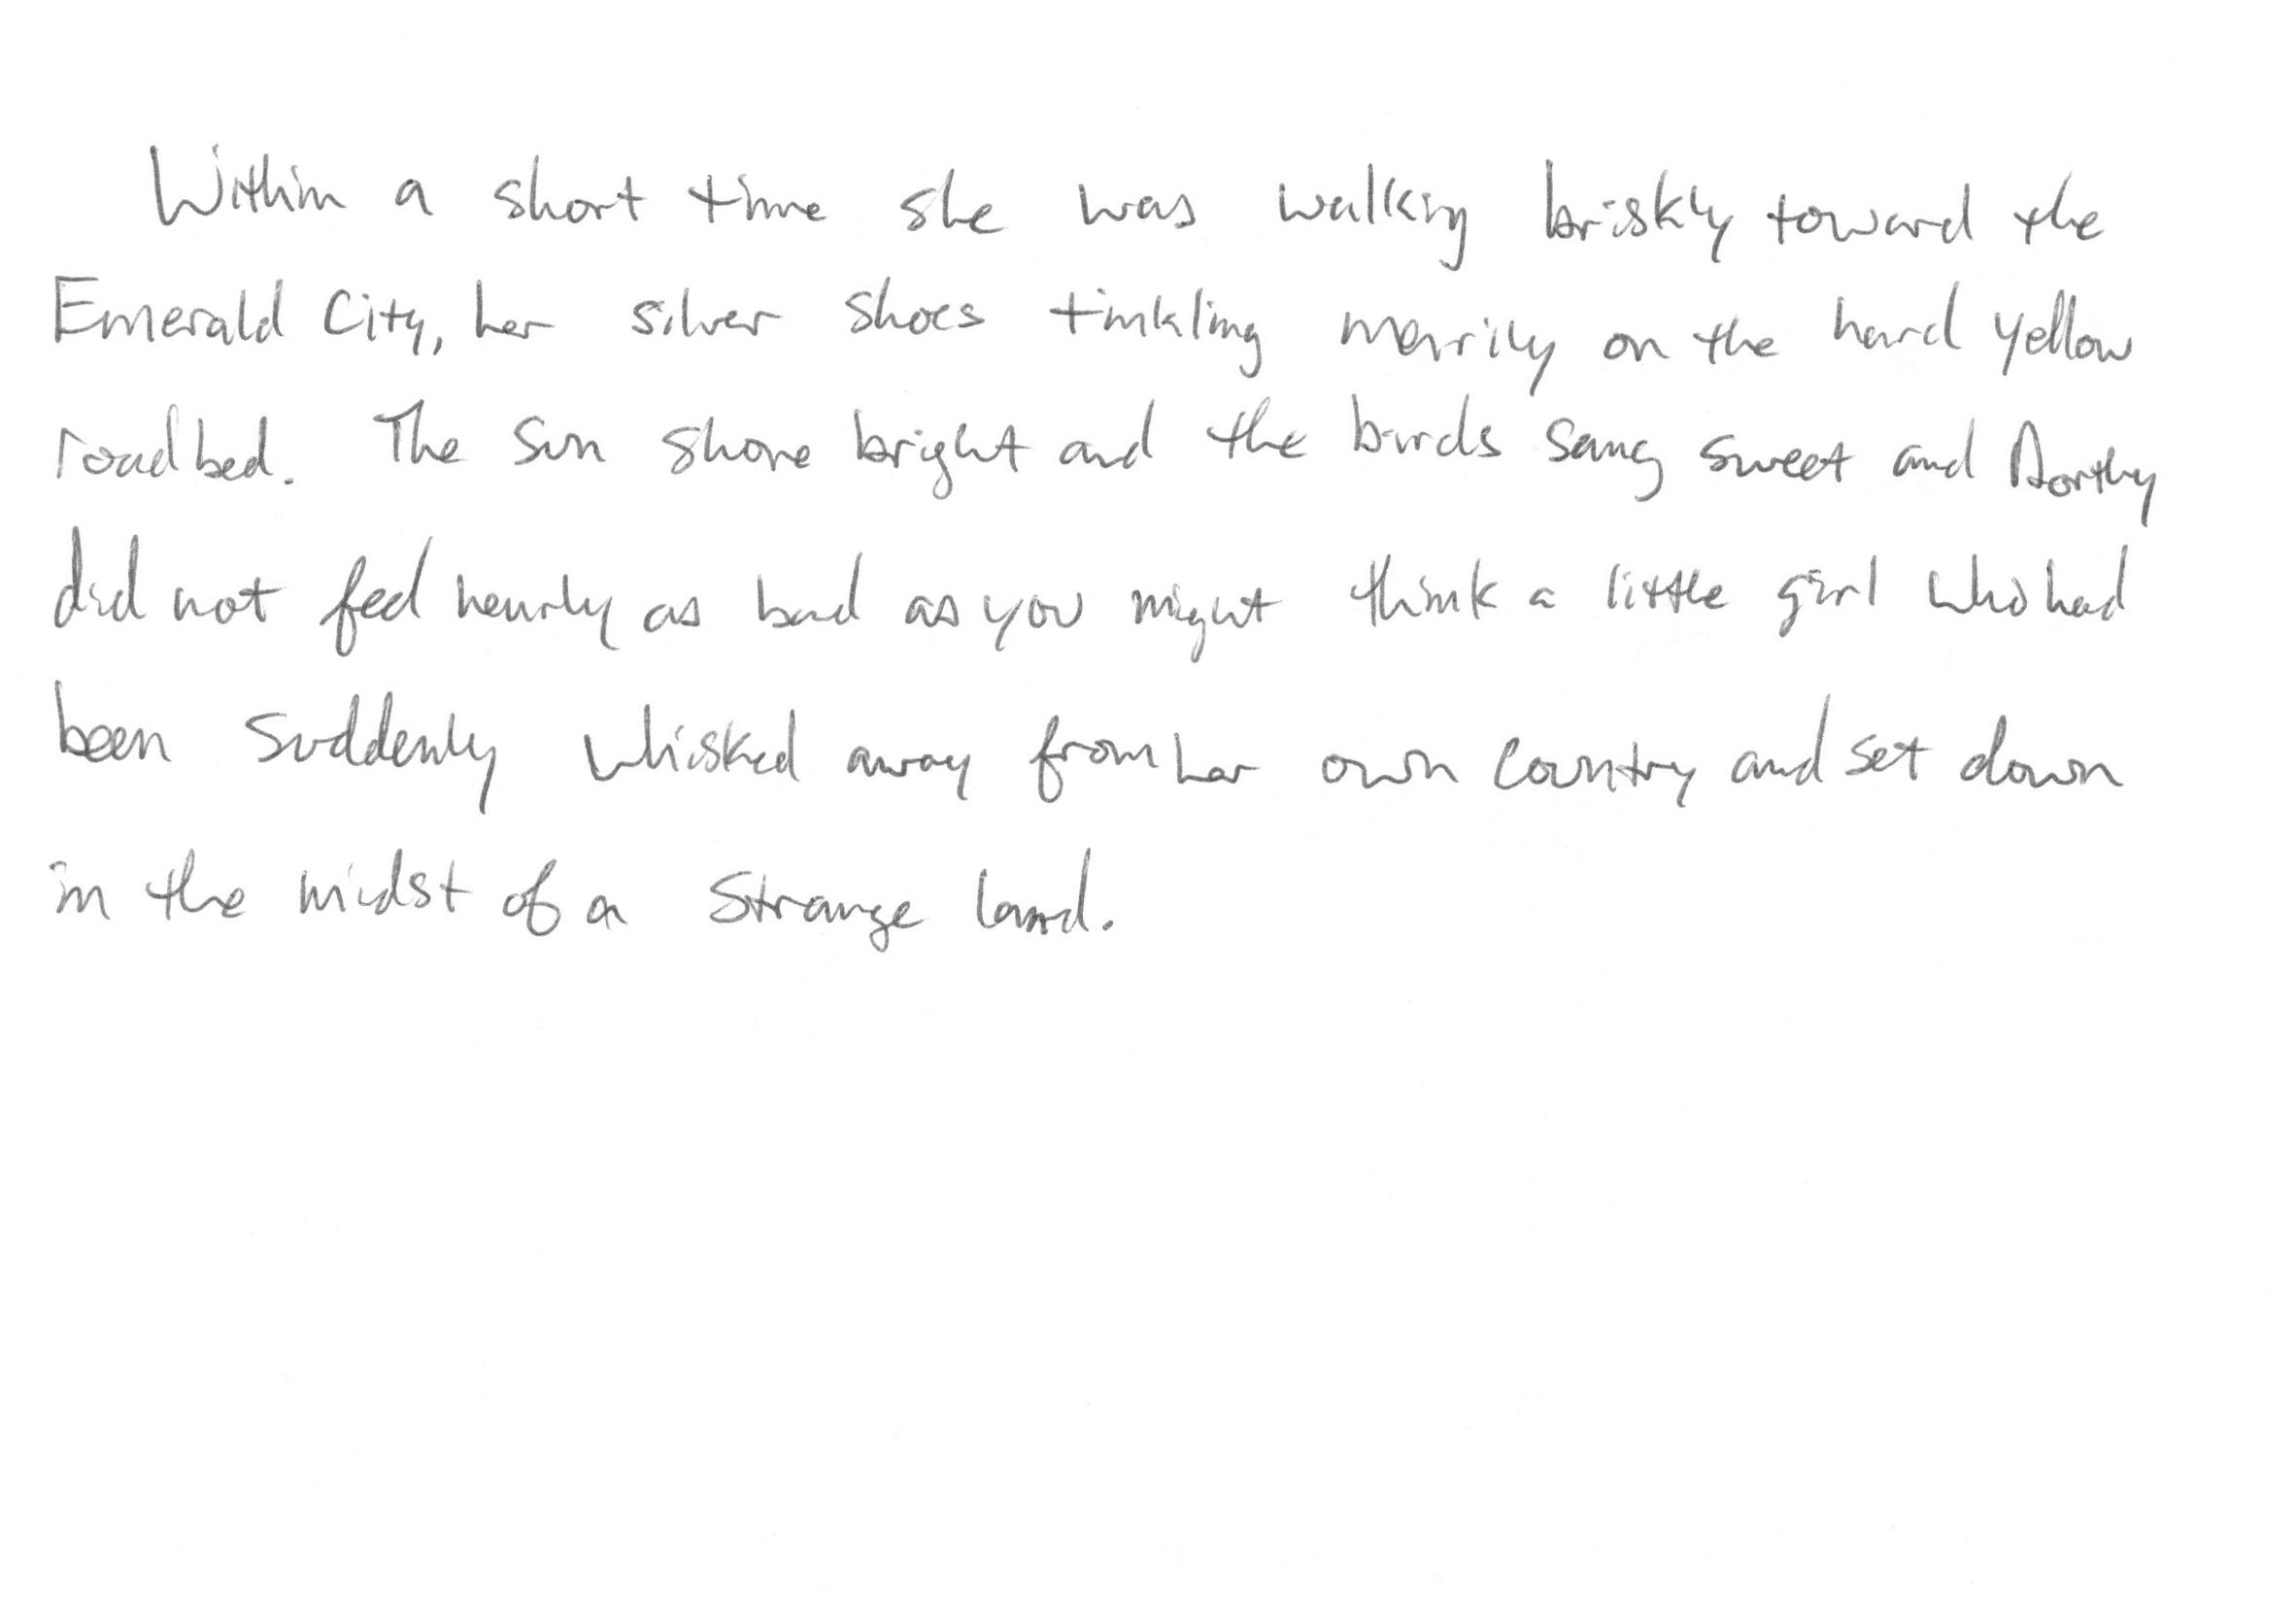 Within a short time she was walking briskly toward the
Emerald City, her silver shoes tinkling merrily on the hard yellow
roadbed. The sun shone bright and the birds sang sweet and Dorthy
did not feel nearly as bad as you might think a little girl who had
been suddenly whisked away from her own country and set down
in the midst of a strange land.